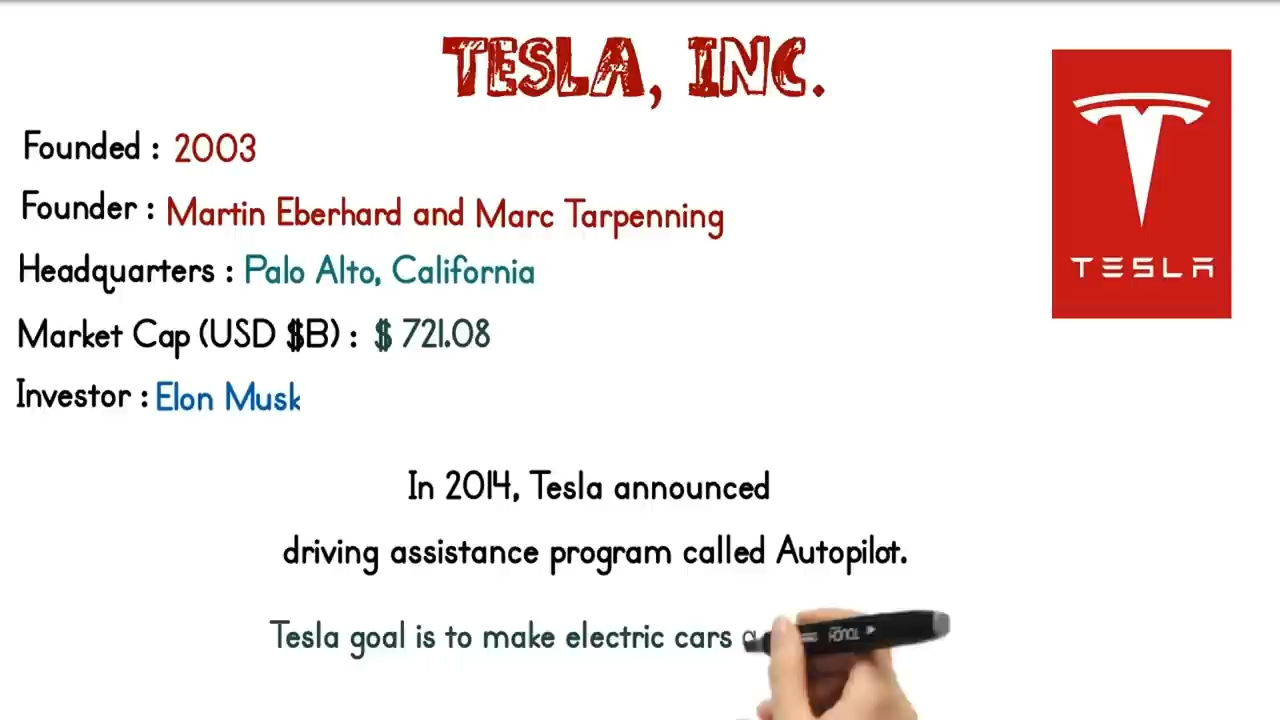 TESLA, INC.
Founded : 2003
Founder : Martin Eberhard and Marc Tarpenning
Headquarters : Palo Alto, California
Market Cap (USD $B) : $ 721.08
Investor : Elon Musk
TESLA
In 2014, Tesla announced
driving assistance program called Autopilot.
Tesla goal is to make electric cars
TOUCH